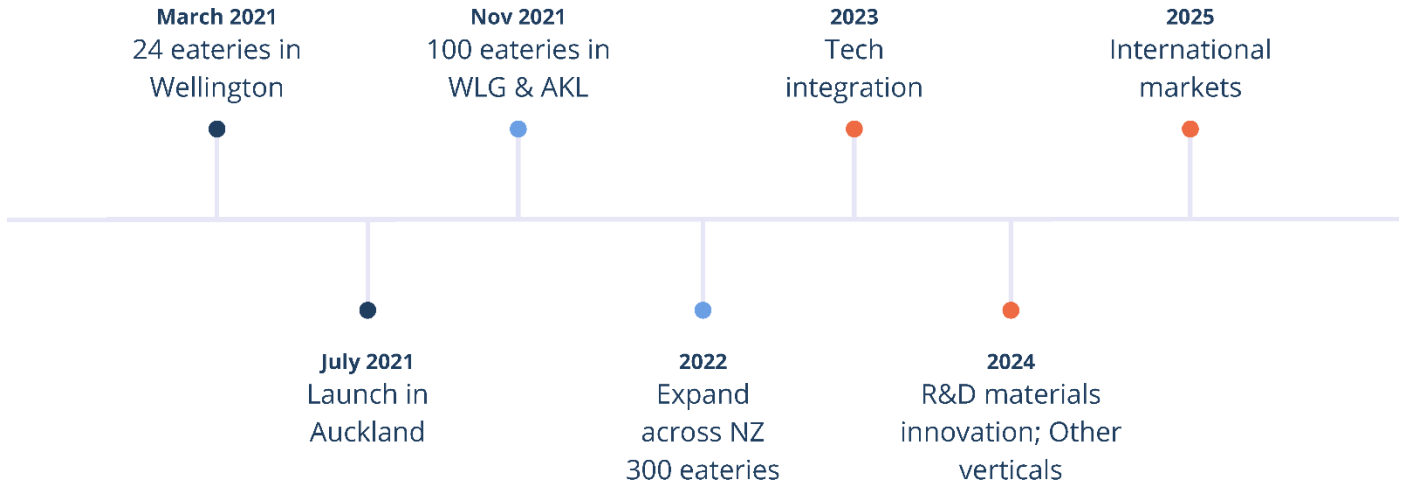 March 2021
24 eateries in
Wellington
July 2021
Launch in
Auckland
Nov 2021
100 eateries in
WLG & AKL
2022
Expand
across NZ
300 eateries
2023
Tech
integration
2024
R&D materials
innovation; Other
verticals
2025
International
markets